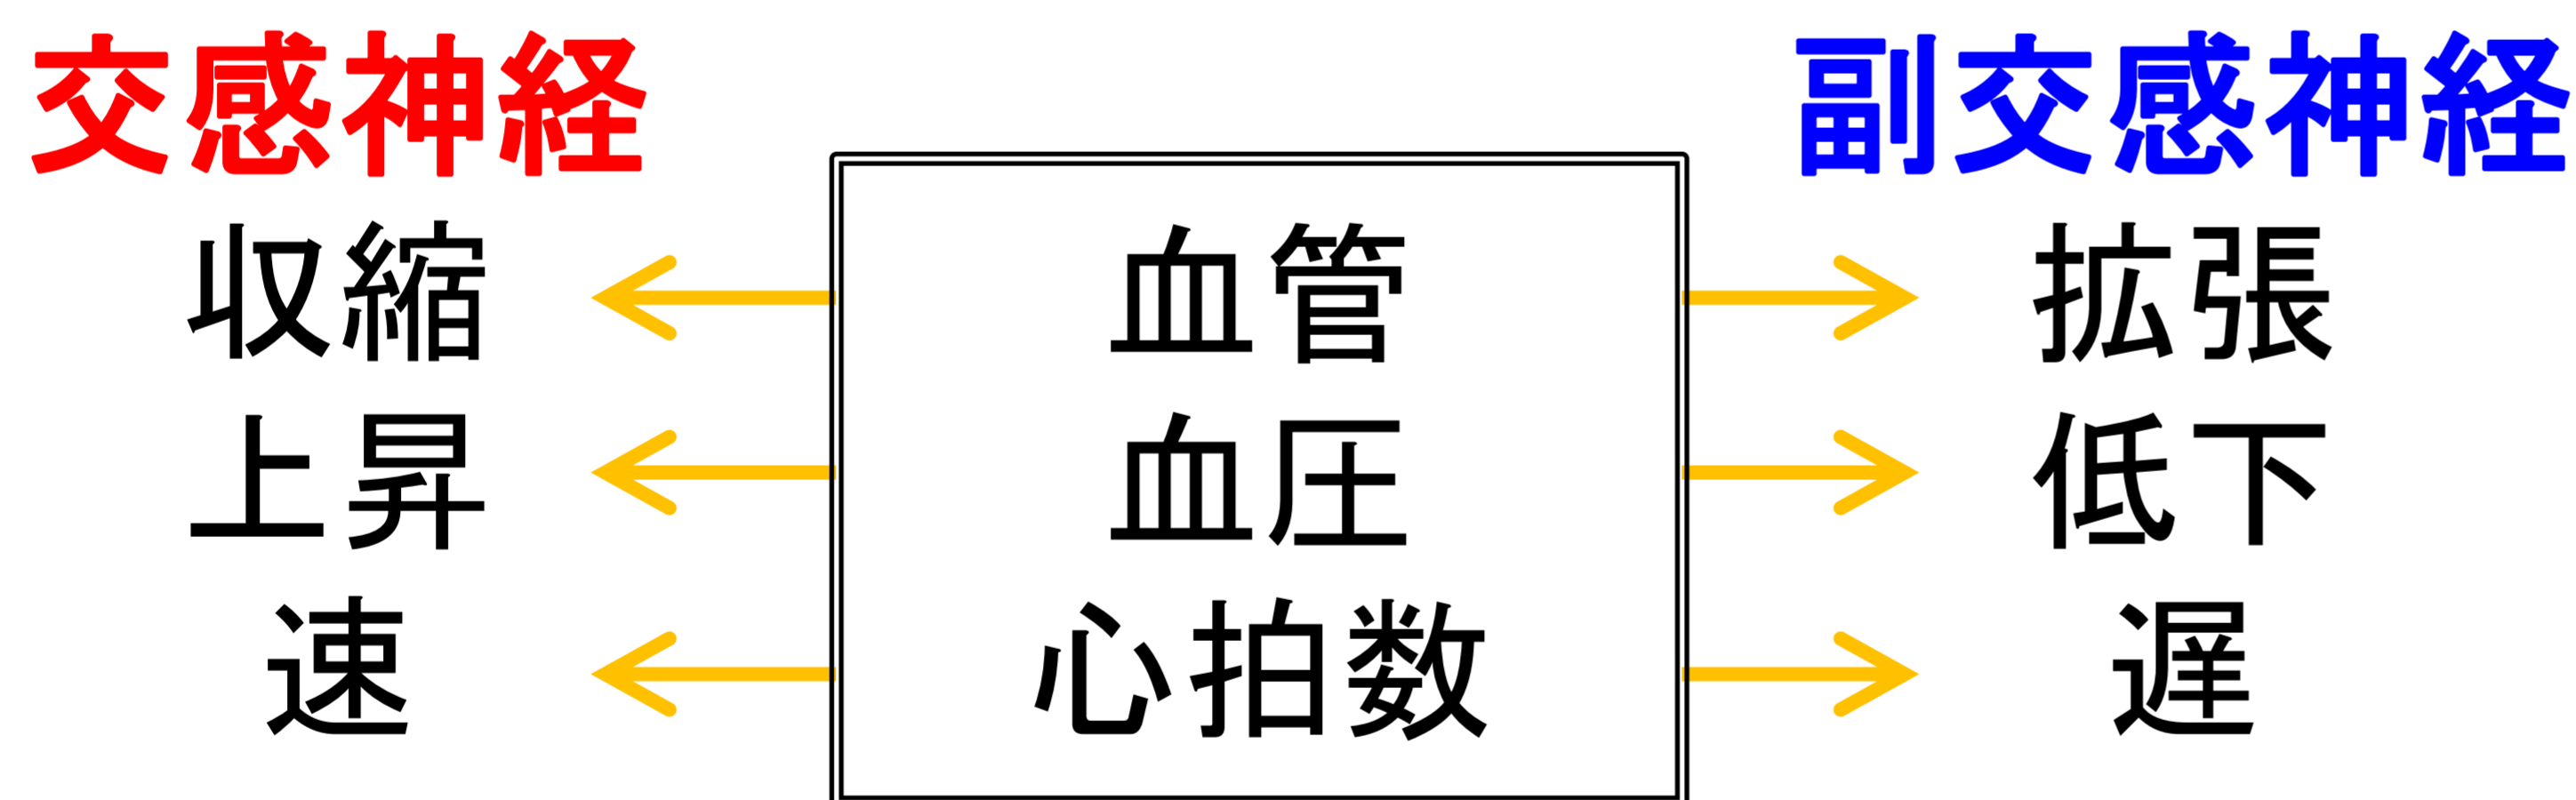 交感神経 副交感神経
収縮 血管 拡張
上昇 血圧 低下
速 心拍数 遅